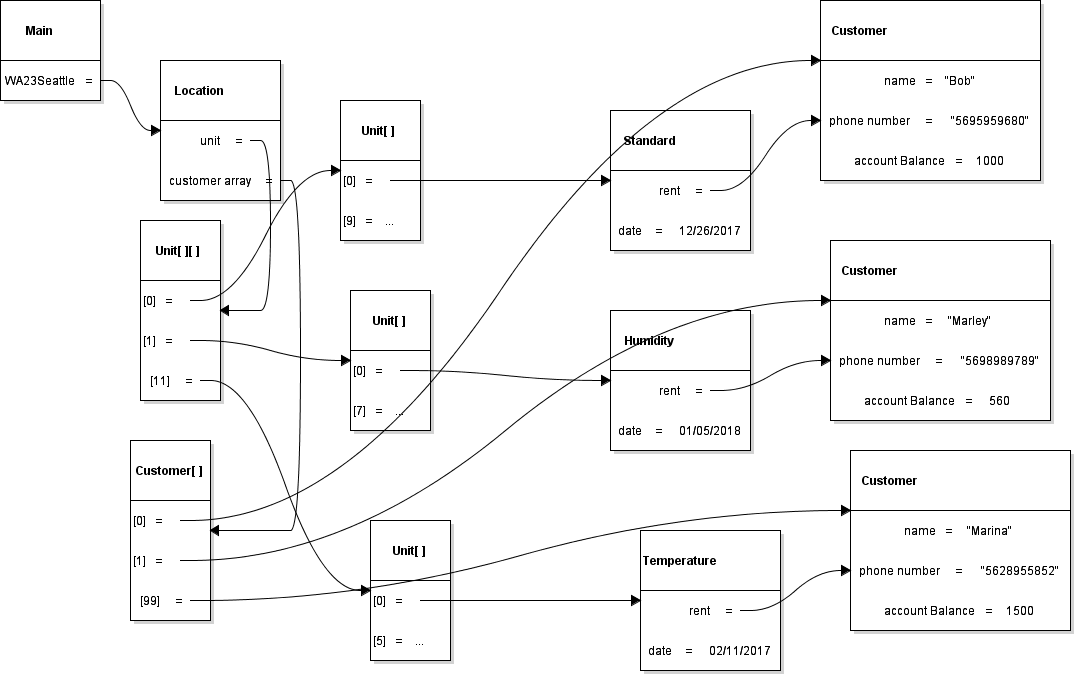 Main
WA23Seattle =
Location
unit =
customer array =
Unit[ ][ ]
[0] =
[1] =
[11] =
Customer[ ]
[0] =
[1] =
[99] =
Unit[ ]
[0] =
[9] = ...
Unit[ ]
[0] =
[7] = ...
Unit[ ]
[0] =
[5] = ...
Standard
rent =
date = 12/26/2017
Humidity
rent =
date = 01/05/2018
Temperature
rent =
date = 02/11/2017
Customer
name = "Bob"
phone number = "5695959680"
account Balance = 1000
Customer
name = "Marley"
phone number = "5698989789"
account Balance = 560
Customer
name = "Marina"
phone number = "5628955852"
account Balance = 1500